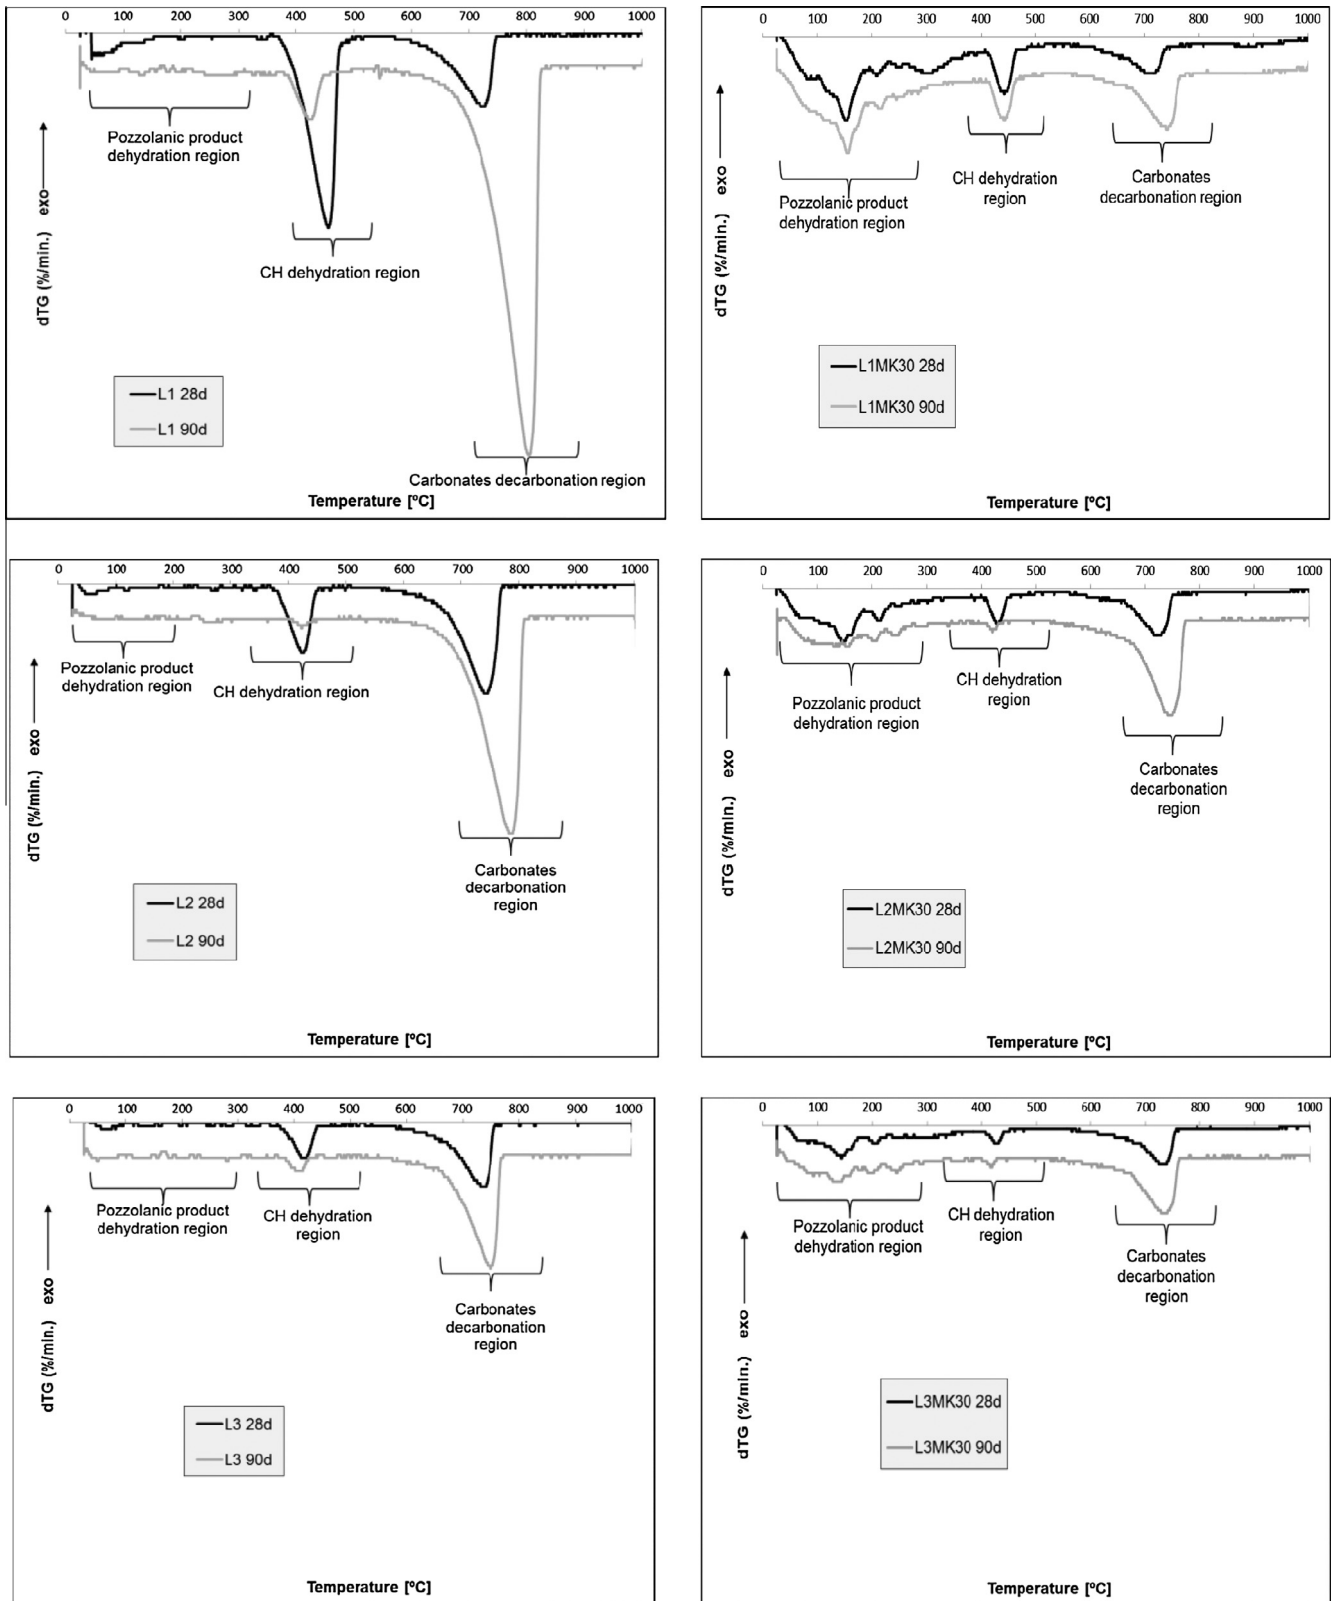 0 100 200 300 400 500 600 700 800 900 1000
Pozzolanic product
dehydration region
CH dehydration region
Carbonates decarbonation region
dTG (%/min.) exo
L1 28d
L1 90d
Temperature [ºC]
0 100 200 300 400 500 600 700 800 900 1000
Pozzolanic product
dehydration region
CH dehydration
region
Carbonates
decarbonation region
dTG (%/min.) exo
L1MK30 28d
L1MK30 90d
Temperature [ºC]
0 100 200 300 400 500 600 700 800 900 1000
Pozzolanic product
dehydration region
CH dehydration region
Carbonates
decarbonation
region
dTG (%/min.) exo
L2 28d
L2 90d
Temperature [ºC]
0 100 200 300 400 500 600 700 800 900 1000
Pozzolanic product
dehydration region
CH dehydration
region
Carbonates
decarbonation
region
dTG (%/min.) exo
L2MK30 28d
L2MK30 90d
Temperature [ºC]
0 100 200 300 400 500 600 700 800 900 1000
Pozzolanic product
dehydration region
CH dehydration
region
Carbonates
decarbonation
region
dTG (%/min.) exo
L3 28d
L3 90d
Temperature [ºC]
0 100 200 300 400 500 600 700 800 900 1000
Pozzolanic product
dehydration region
CH dehydration
region
Carbonates
decarbonation
region
dTG (%/min.) exo
L3MK30 28d
L3MK30 90d
Temperature [ºC]